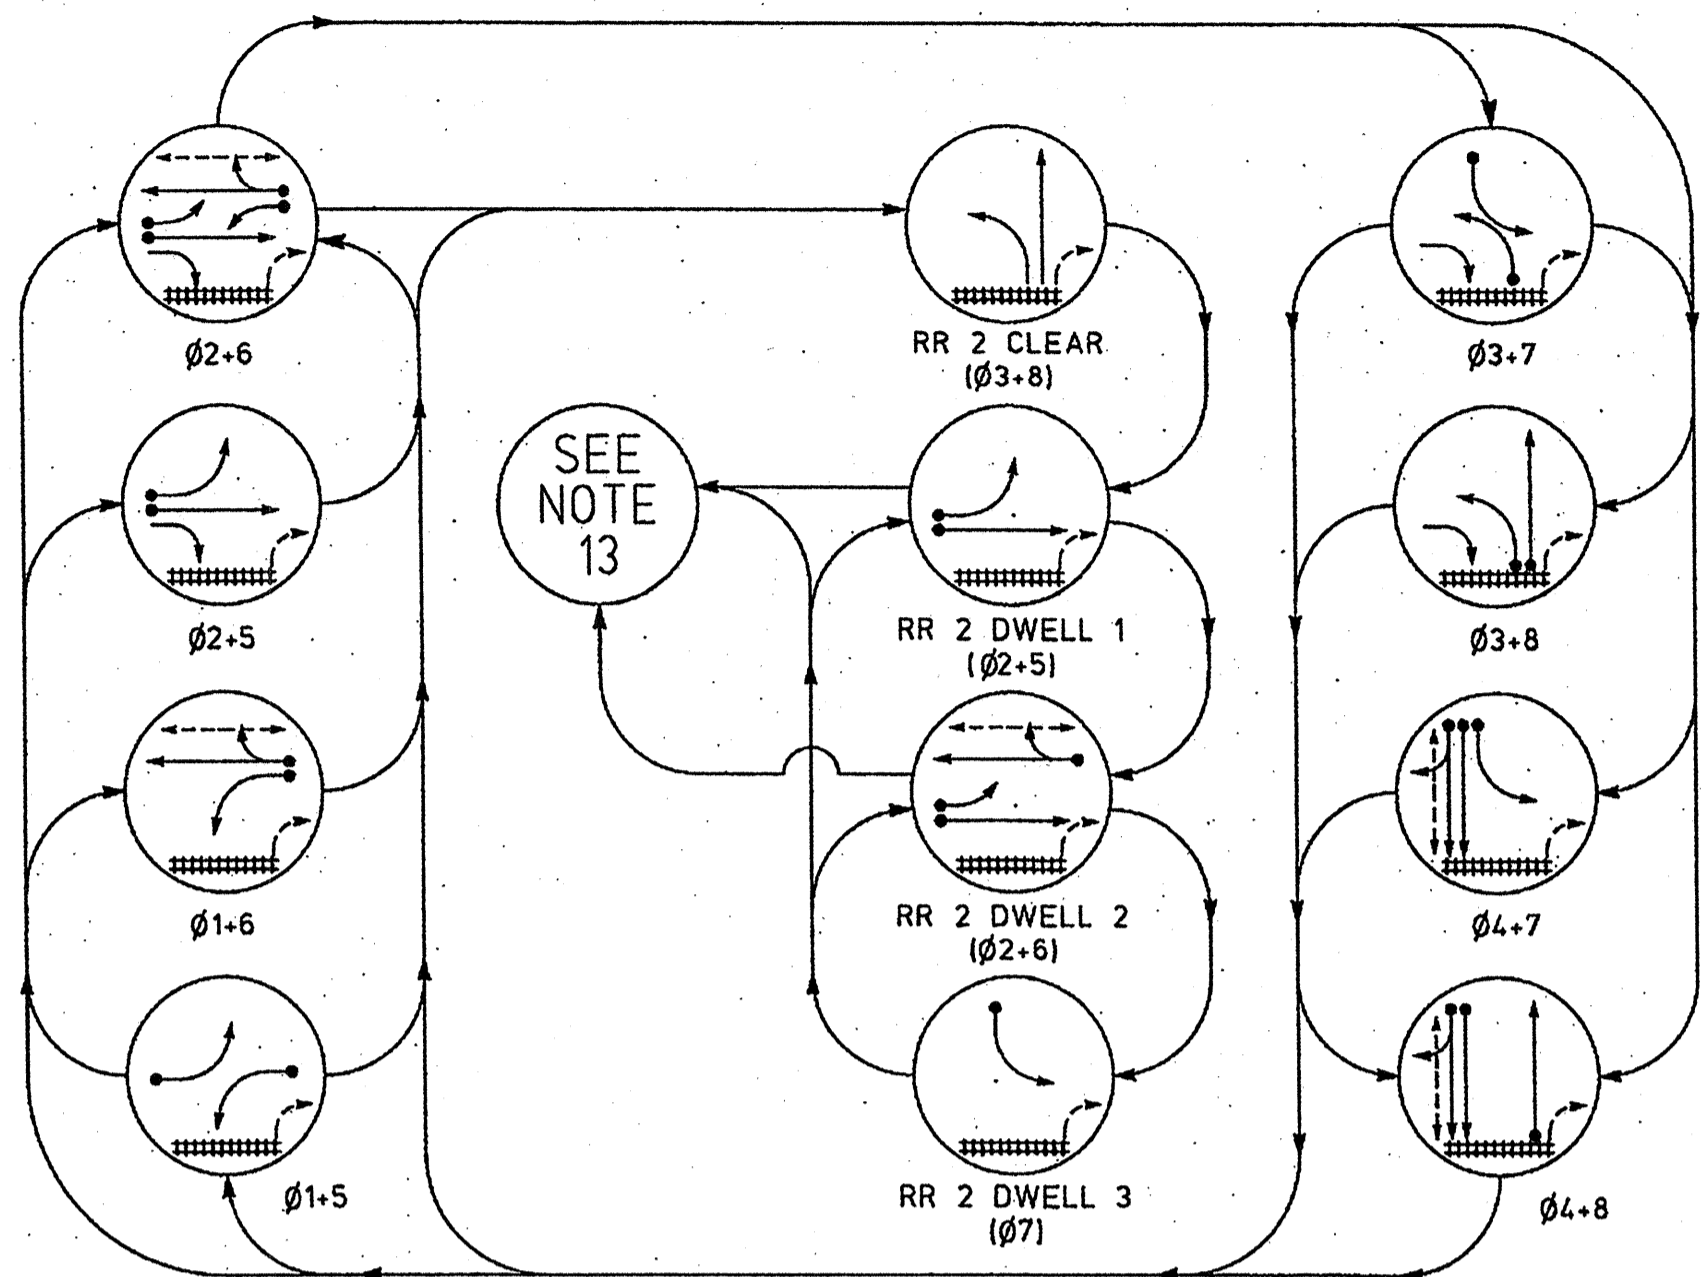 Ø2+6
RR 2 CLEAR
(Ø3+8)
Ø3+7
SEE
NOTE
13
Ø2+5
RR 2 DWELL 1
(Ø2+5)
Ø3+8
Ø1+6
RR 2 DWELL 2
(Ø2+6)
Ø4+7
Ø1+5
RR 2 DWELL 3
(Ø7)
Ø4+8